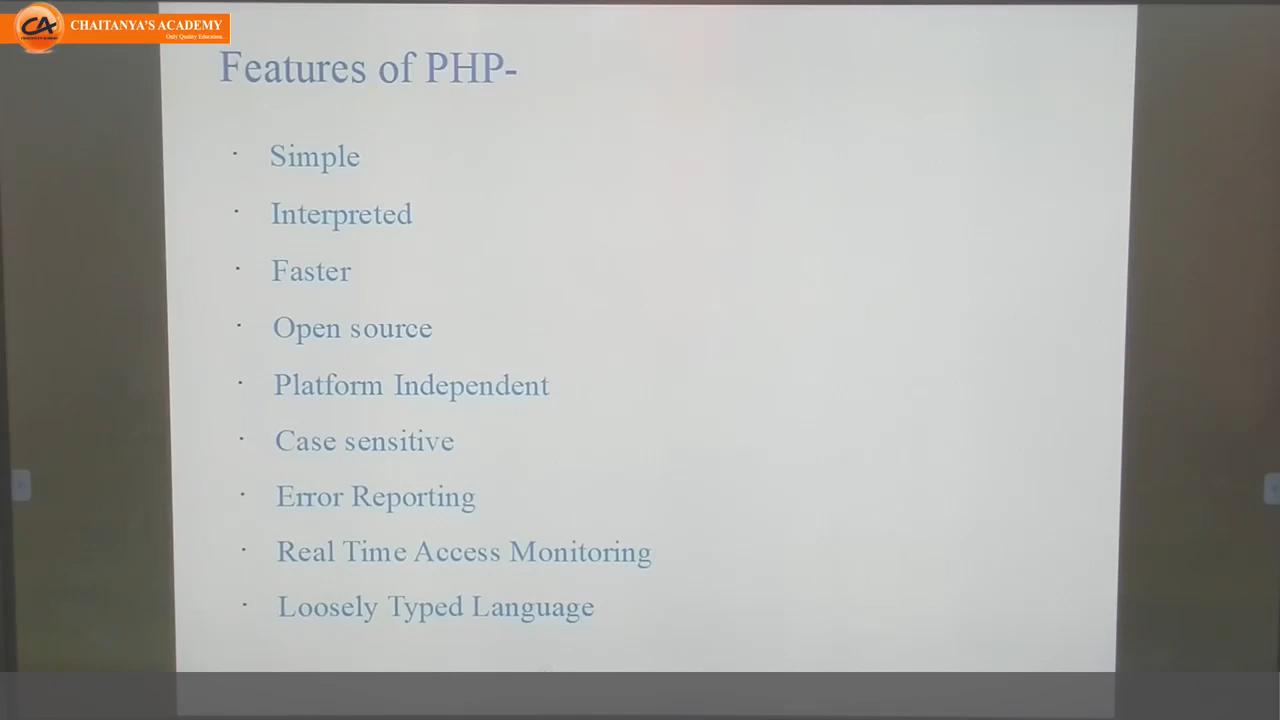 CHAITANYA'S ACADEMY
Only Quality Education..
Features of PHP-
· Simple
· Interpreted
· Faster
· Open source
· Platform Independent
· Case sensitive
· Error Reporting
· Real Time Access Monitoring
· Loosely Typed Language